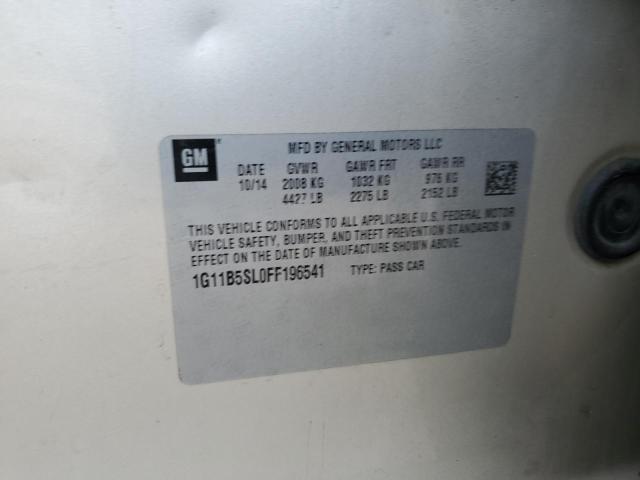 GM
MFD BY GENERAL MOTORS LLC
DATE GVWR GAWR FRT GAWR RR
10/14 2008 KG 1032 KG 976 KG
4427 LB 2275 LB 2152 LB
THIS VEHICLE CONFORMS TO ALL APPLICABLE U.S. FEDERAL MOTOR
VEHICLE SAFETY, BUMPER, AND THEFT PREVENTION STANDARDS IN
EFFECT ON THE DATE OF MANUFACTURE SHOWN ABOVE.
1G11B5SL0FF196541 TYPE: PASS CAR